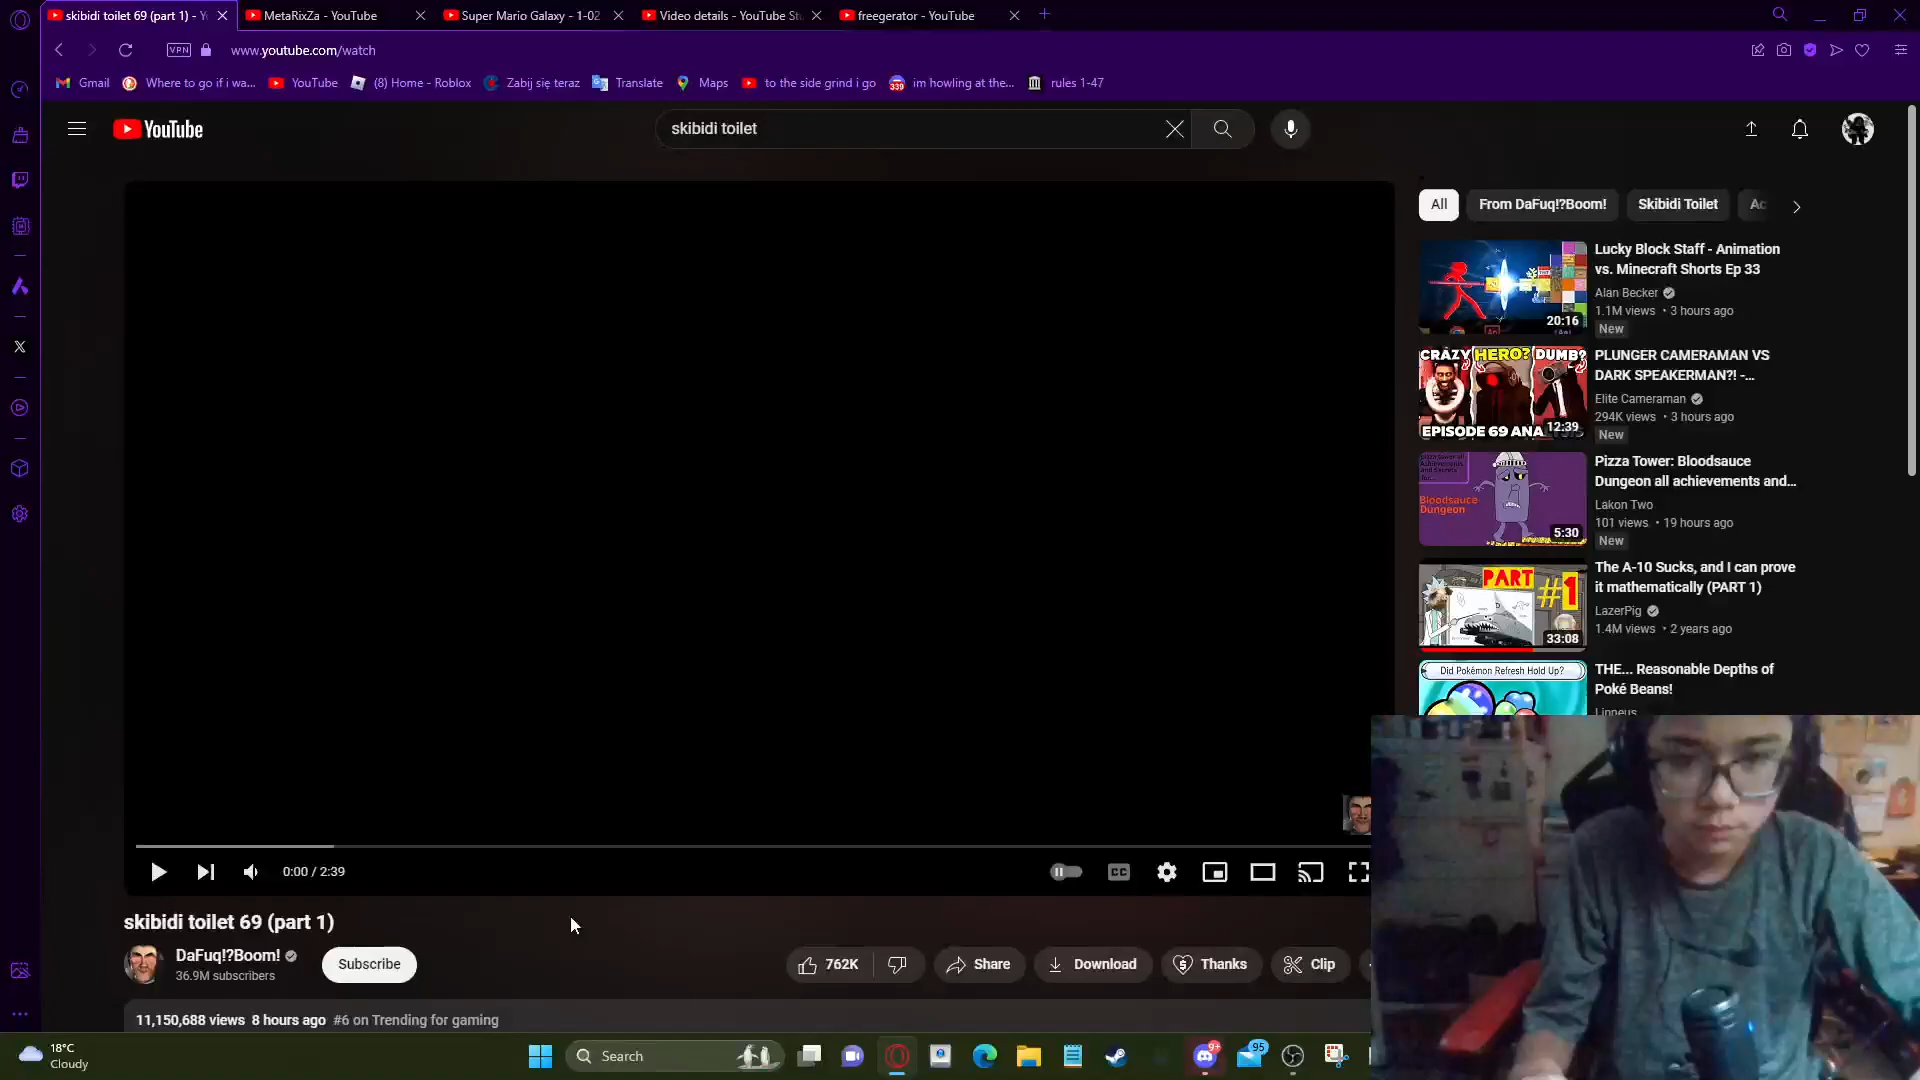 skibidi toilet 69 (part 1) - Y
MetaRixZa - YouTube
Super Mario Galaxy - 1-02
Video details - YouTube St
freegerator - YouTube
VPN
www.youtube.com/watch
Gmail
Where to go if i wa...
YouTube
(8) Home - Roblox
Zabij się teraz
Translate
Maps
to the side grind i go
339
im howling at the...
rules 1-47
YouTube
skibidi toilet
All
From DaFuq!?Boom!
Skibidi Toilet
Ac
Lucky Block Staff - Animation
vs. Minecraft Shorts Ep 33
Alan Becker
1.1M views • 3 hours ago
New
20:16
CRAZY HERO? DUMB?
EPISODE 69 ANA
12:39
PLUNGER CAMERAMAN VS
DARK SPEAKERMAN?! -...
Elite Cameraman
294K views • 3 hours ago
New
Bloodsauce
Dungeon
5:30
Pizza Tower: Bloodsauce
Dungeon all achievements and...
Lakon Two
101 views • 19 hours ago
New
PART
#1
33:08
The A-10 Sucks, and I can prove
it mathematically (PART 1)
LazerPig
1.4M views • 2 years ago
Did Pokémon Refresh Hold Up?
THE... Reasonable Depths of
Poké Beans!
Linneus
0:00 / 2:39
CC
skibidi toilet 69 (part 1)
DaFuq!?Boom!
36.9M subscribers
Subscribe
762K
Share
Download
Thanks
Clip
11,150,688 views 8 hours ago #6 on Trending for gaming
18°C
Cloudy
Search
9+
95